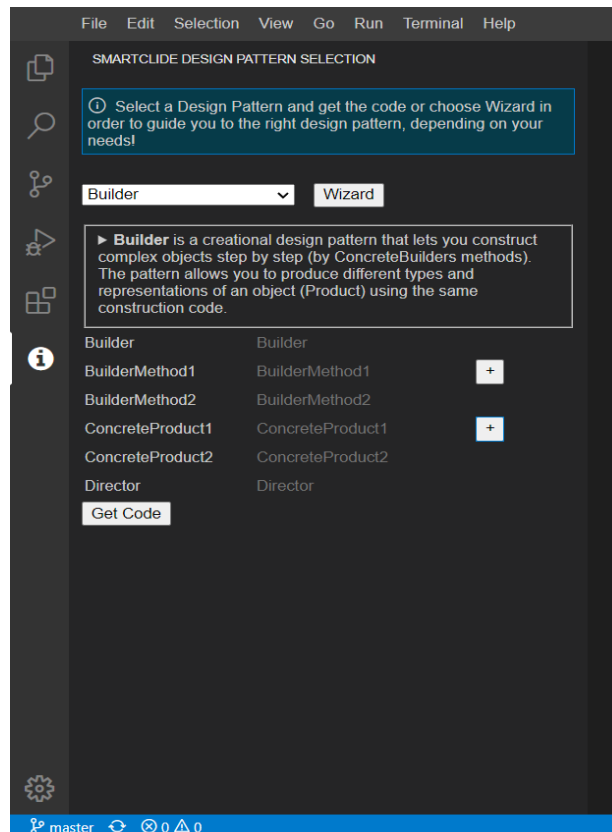 File Edit Selection View Go Run Terminal Help
SMARTCLIDE DESIGN PATTERN SELECTION
Select a Design Pattern and get the code or choose Wizard in
order to guide you to the right design pattern, depending on your
needs!
Builder Wizard
► Builder is a creational design pattern that lets you construct
complex objects step by step (by ConcreteBuilders methods).
The pattern allows you to produce different types and
representations of an object (Product) using the same
construction code.
Builder Builder
BuilderMethod1 BuilderMethod1 +
BuilderMethod2 BuilderMethod2
ConcreteProduct1 ConcreteProduct1 +
ConcreteProduct2 ConcreteProduct2
Director Director
Get Code
master 0 0